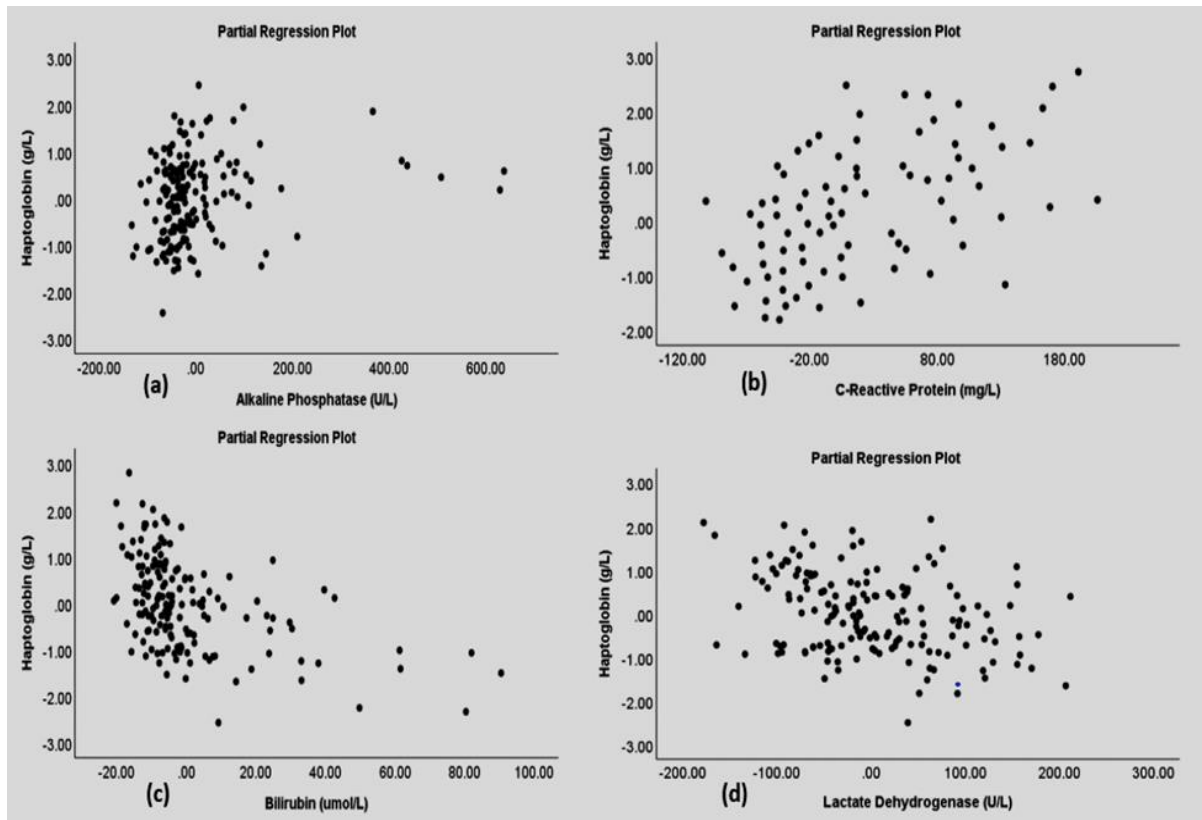 Partial Regression Plot
Haptoglobin (g/L)
3.00
2.00
1.00
.00
-1.00
-2.00
-3.00
-200.00 .00 200.00 400.00 600.00
(a)
Alkaline Phosphatase (U/L)
Partial Regression Plot
Haptoglobin (g/L)
3.00
2.00
1.00
.00
-1.00
-2.00
-120.00 -20.00 80.00 180.00
(b)
C-Reactive Protein (mg/L)
Partial Regression Plot
Haptoglobin (g/L)
3.00
2.00
1.00
.00
-1.00
-2.00
-3.00
-20.00 .00 20.00 40.00 60.00 80.00 100.00
(c)
Bilirubin (umol/L)
Partial Regression Plot
Haptoglobin (g/L)
3.00
2.00
1.00
.00
-1.00
-2.00
-3.00
-200.00 -100.00 .00 100.00 200.00 300.00
(d)
Lactate Dehydrogenase (U/L)